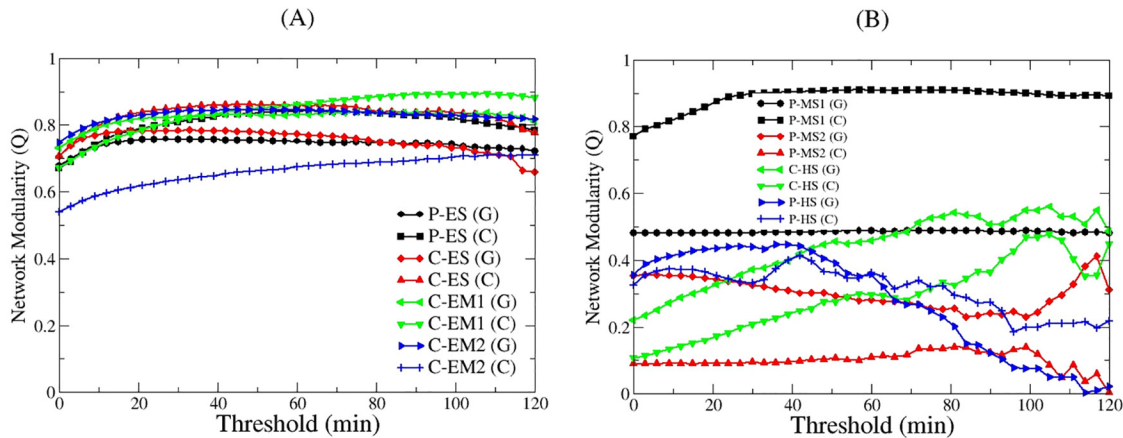 (A)
(B)
Network Modularity (Q)
1
0.8
0.6
0.4
0.2
0
0 20 40 60 80 100 120
Threshold (min)
P-ES (G)
P-ES (C)
C-ES (G)
C-ES (C)
C-EM1 (G)
C-EM1 (C)
C-EM2 (G)
C-EM2 (C)
Network Modularity (Q)
1
0.8
0.6
0.4
0.2
0
0 20 40 60 80 100 120
Threshold (min)
P-MS1 (G)
P-MS1 (C)
P-MS2 (G)
P-MS2 (C)
C-HS (G)
C-HS (C)
P-HS (G)
P-HS (C)